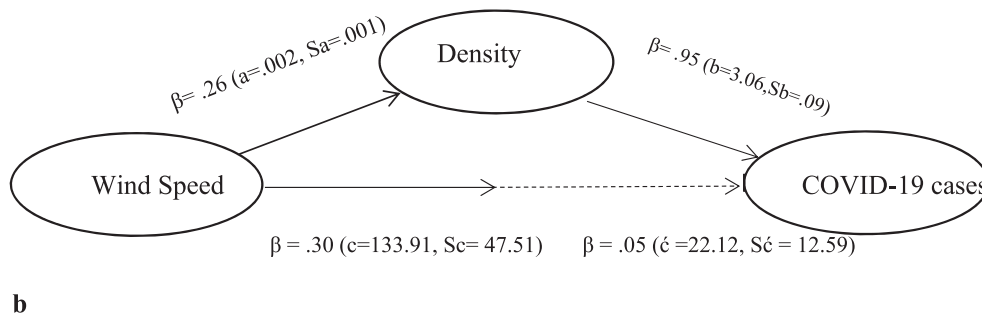 β= .26 (a=.002, Sa=.001)
Density
β= .95 (b=3.06,Sb=.09)
Wind Speed
COVID-19 cases
β = .30 (c=133.91, Sc= 47.51)
β = .05 (ć =22.12, Sć = 12.59)
b